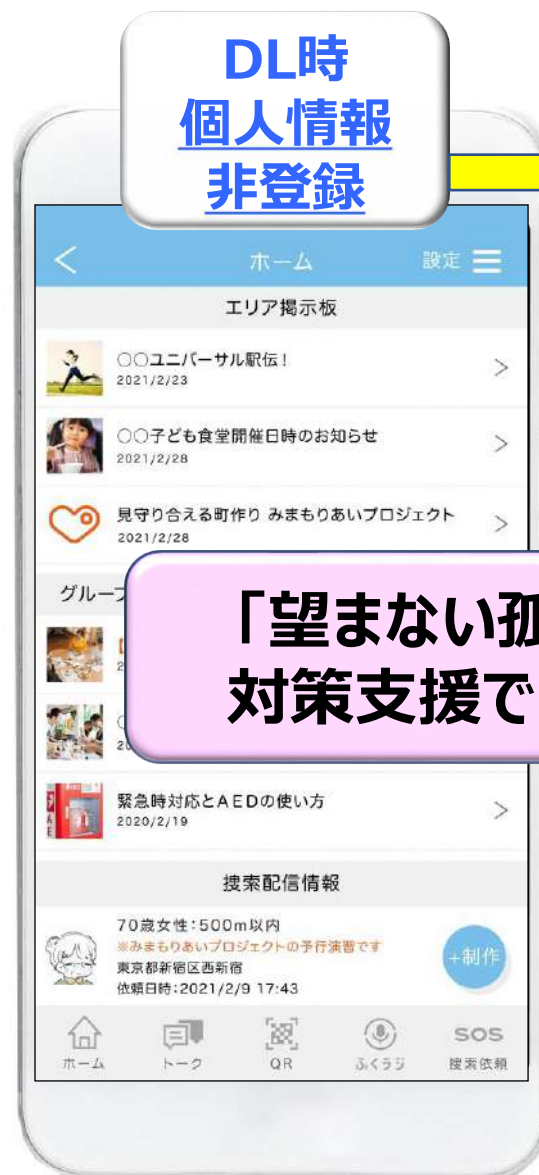 DL時
個人情報
非登録
ホーム
設定
エリア掲示板
○○ユニバーサル駅伝!
2021/2/23
○○子ども食堂開催日時のお知らせ
2021/2/28
見守り合える町作り みまもりあいプロジェクト
2021/2/28
グループ
「望まない孤
対策支援で
緊急時対応とAEDの使い方
2020/2/19
捜索配信情報
70歳女性:500m以内
※みまもりあいプロジェクトの予行演習です
東京都新宿区西新宿
依頼日時:2021/2/9 17:43
+制作
ホーム
トーク
QR
ふくラジ
SOS
捜索依頼